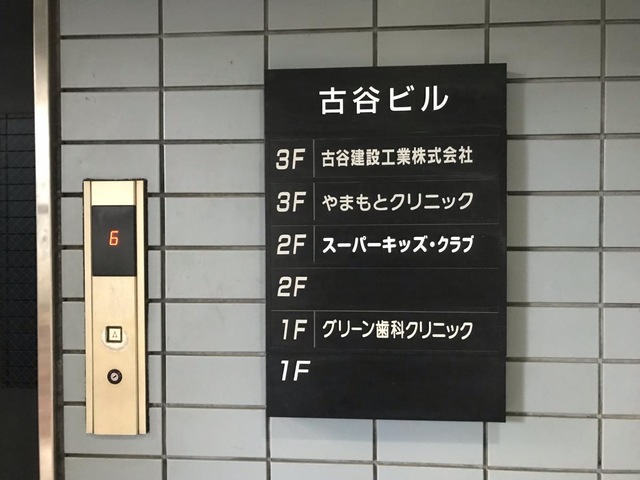 古谷ビル
3F 古谷建設工業株式会社
3F やまもとクリニック
2F スーパーキッズ・クラブ
2F
1F グリーン歯科クリニック
1F
6